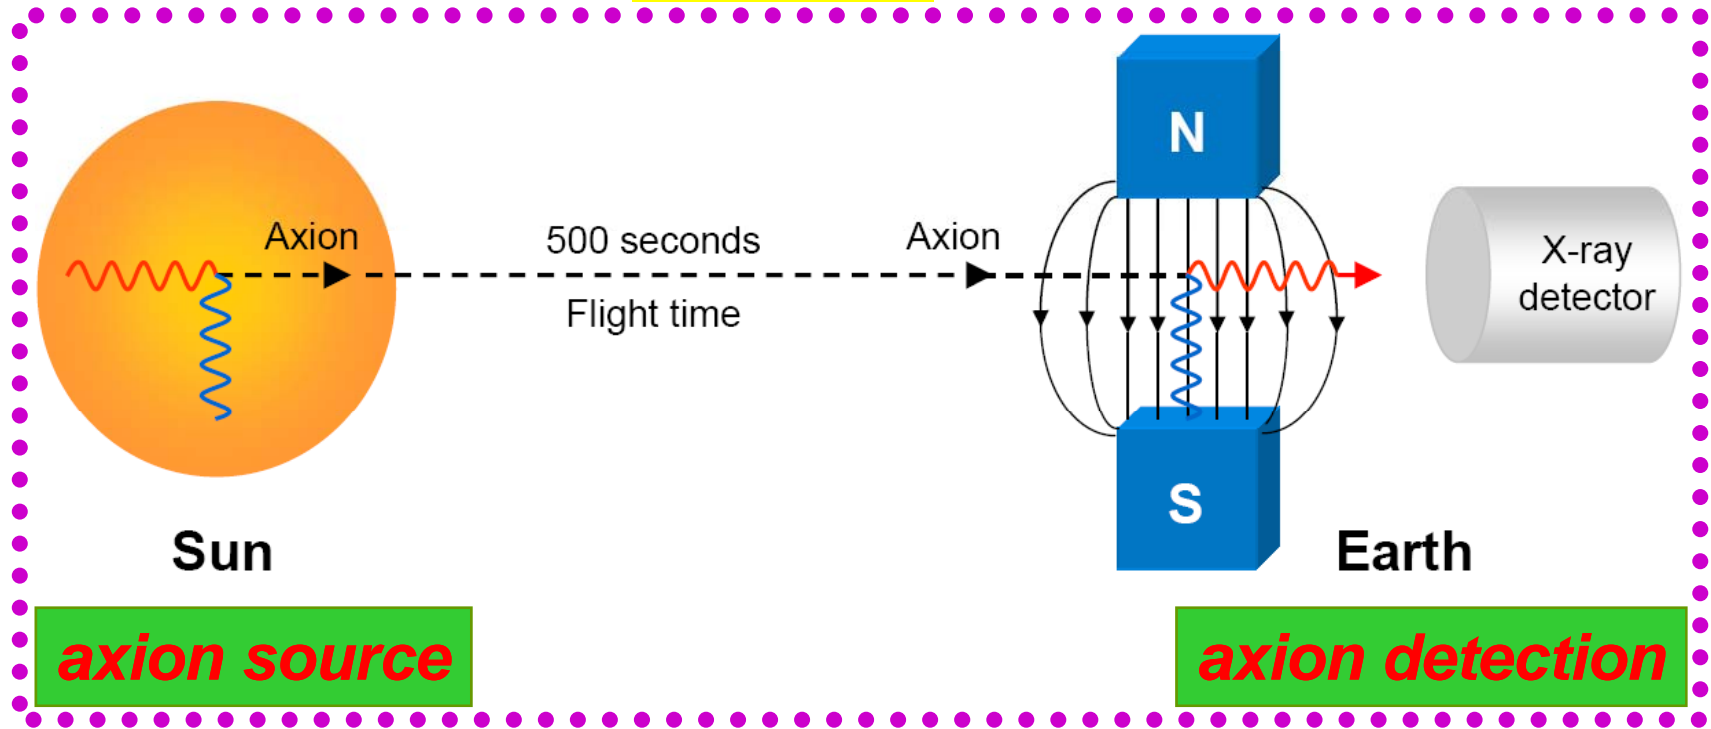 N
Axion
500 seconds
Axion
X-ray
detector
Flight time
S
Sun
Earth
axion source
axion detection